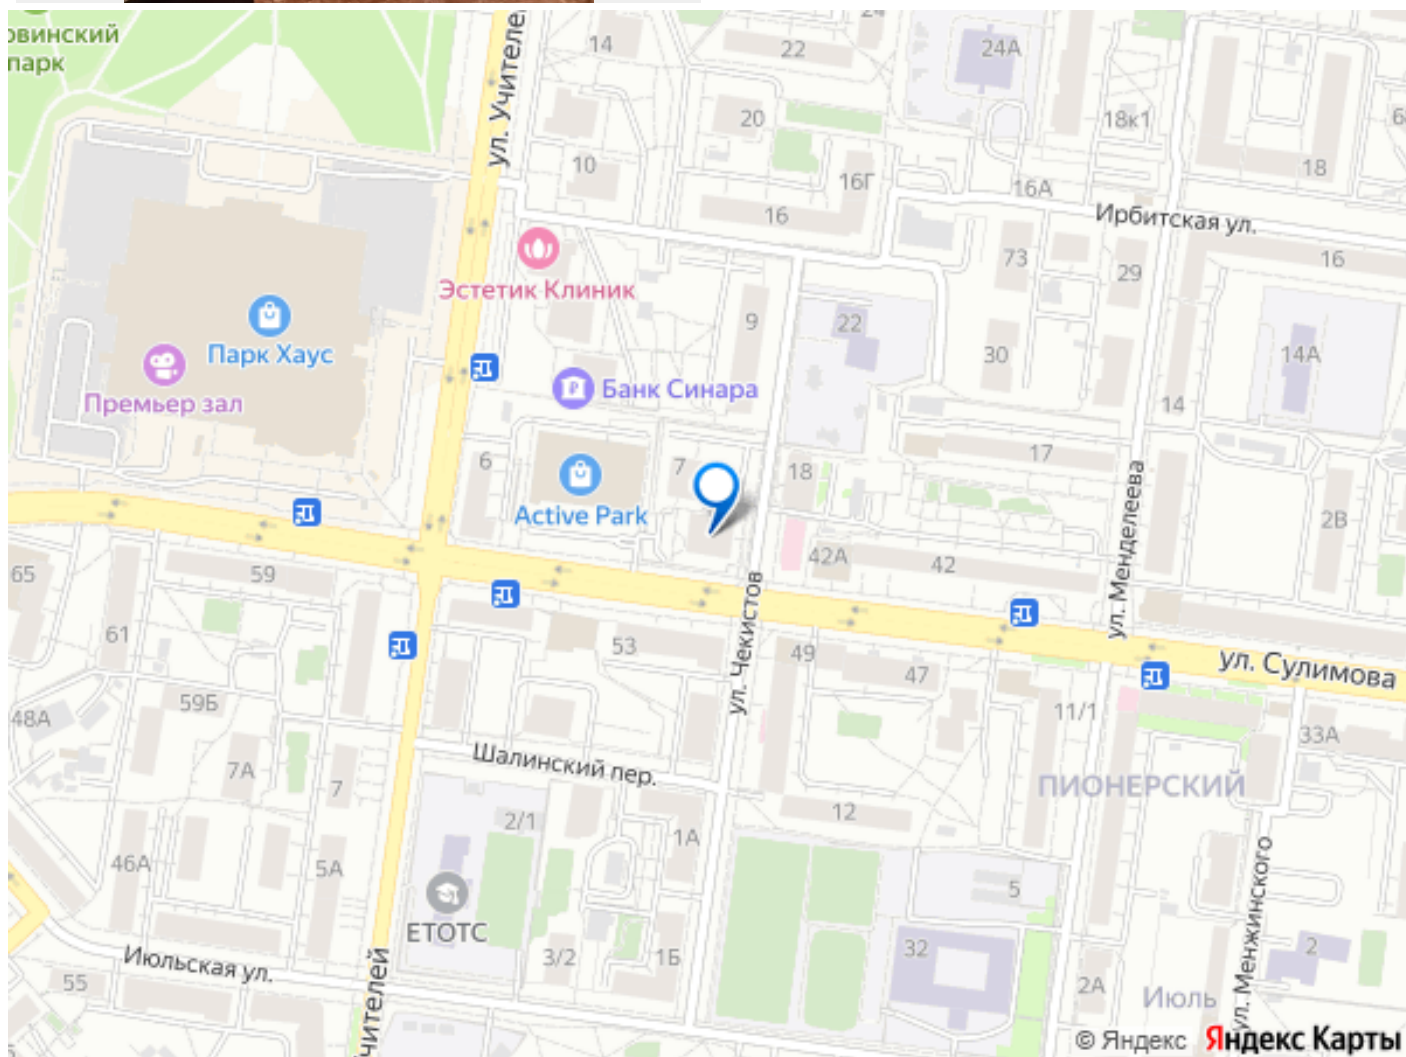 овинский
парк
ул. Учителе
14
22
24
24А
20
18к1
6
10
16Г
18
16
16А
Ирбитская ул.
73
29
16
Эстетик Клиник
9
22
Парк Хаус
30
14А
Премьер зал
Банк Синара
14
6
7
18
17
Active Park
2В
ул. Менделеева
65
59
42А
42
61
53
ул. Чекистов
49
47
ул. Сулимова
48А
59Б
11/1
33А
Шалинский пер.
7А
7
ПИОНЕРСКИЙ
2/1
12
1А
46А
5А
5
ЕТОТС
ул. Менжинского
Июльская ул.
55
3/2
1Б
32
2
2А
Июль
чителей
© Яндекс Яндекс Карты